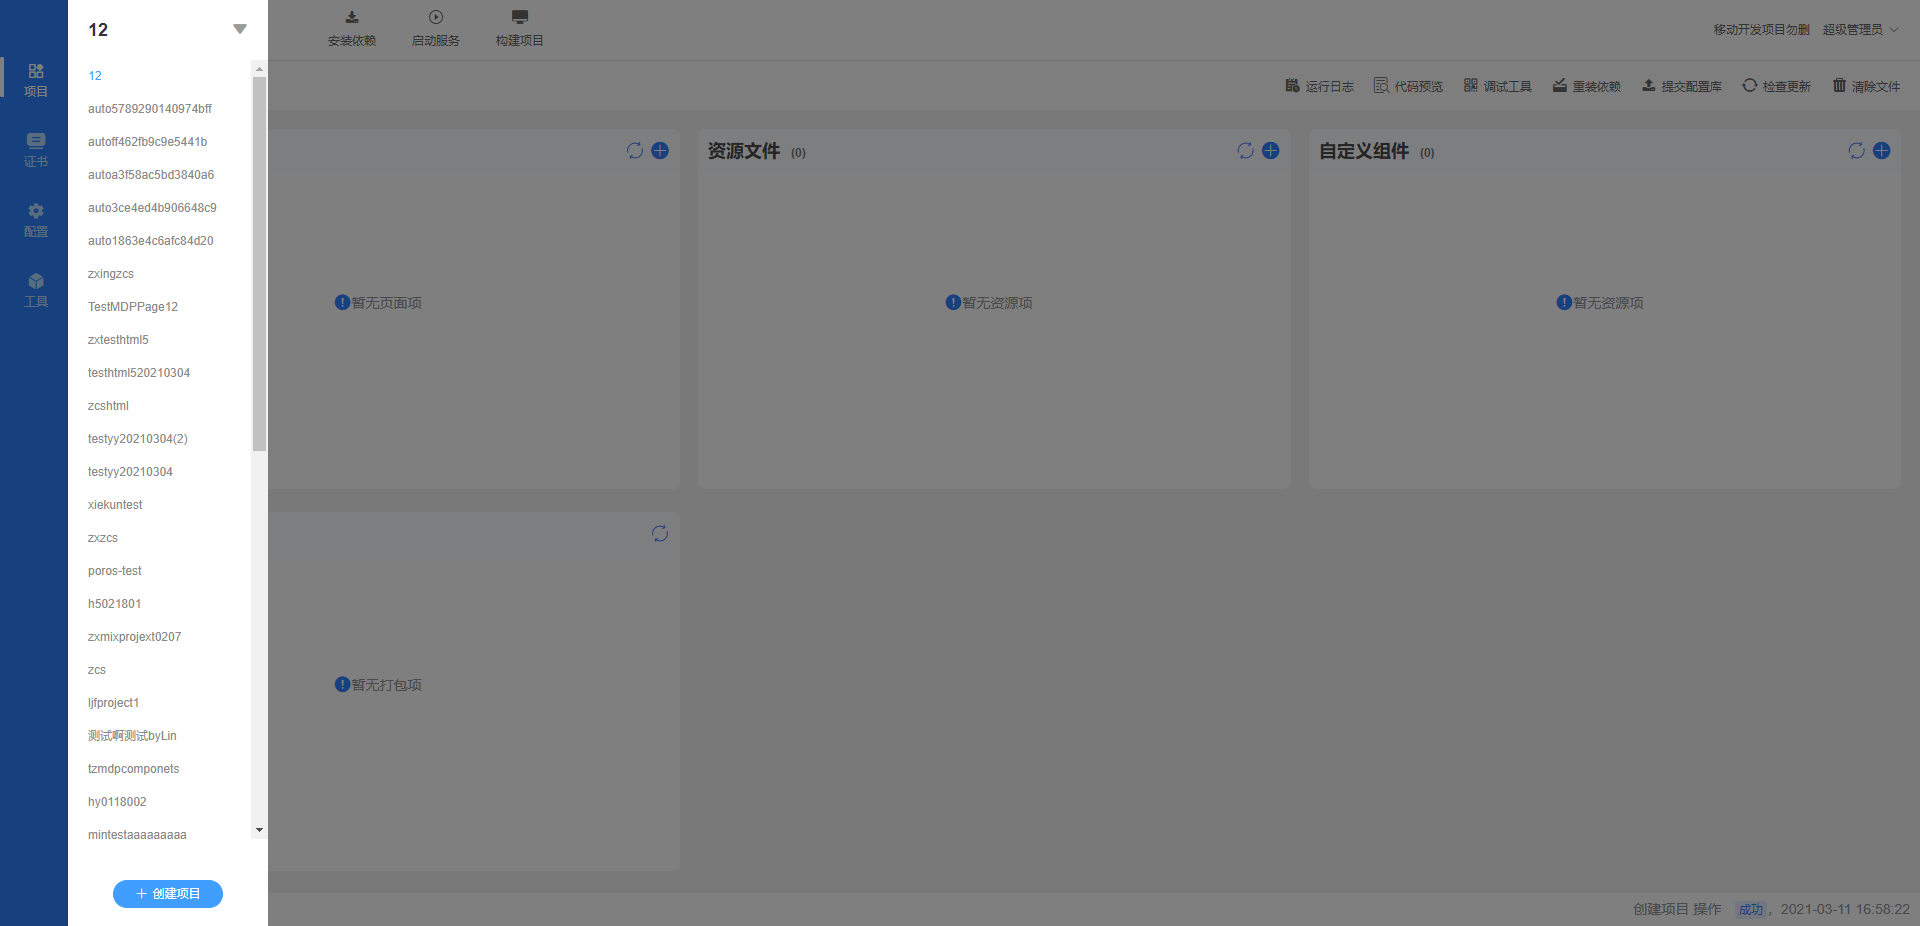 项目
证书
配置
工具
12
12
auto5789290140974bff
autoff462fb9c9e5441b
autoa3f58ac5bd3840a6
auto3ce4ed4b906648c9
auto1863e4c6afc84d20
zxingzcs
TestMDPPage12
zxtesthtml5
testhtml520210304
zcshtml
testyy20210304(2)
testyy20210304
xiekuntest
zxzcs
poros-test
h5021801
zxmixprojext0207
zcs
ljfproject1
测试啊测试byLin
tzmdpcomponets
hy0118002
mintestaaaaaaaaa
创建项目
安装依赖 启动服务 构建项目
移动开发项目勿删 超级管理员
运行日志 代码预览 调试工具 重装依赖 提交配置库 检查更新 清除文件
资源文件 (0)
自定义组件 (0)
暂无页面项
暂无资源项
暂无资源项
暂无打包项
创建项目 操作 成功, 2021-03-11 16:58:22